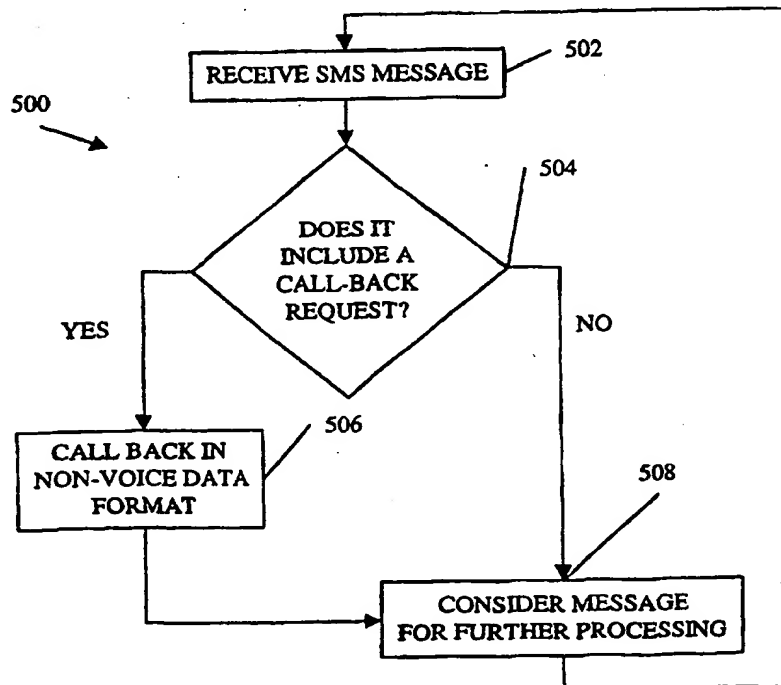 RECEIVE SMS MESSAGE
502
500
504
DOES IT
INCLUDE A
CALL-BACK
REQUEST?
YES
NO
506
CALL BACK IN
NON-VOICE DATA
FORMAT
508
CONSIDER MESSAGE
FOR FURTHER PROCESSING